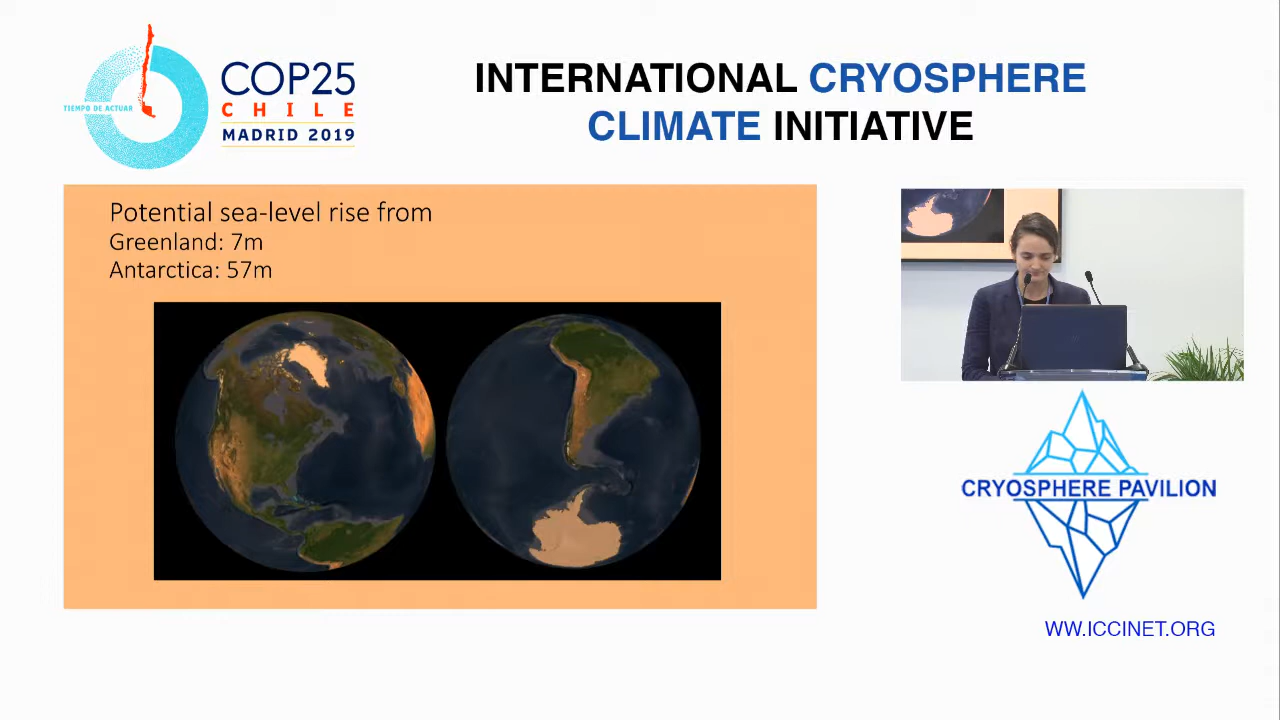 TIEMPO DE ACTUAR
COP25
CHILE
MADRID 2019
INTERNATIONAL CRYOSPHERE
CLIMATE INITIATIVE
Potential sea-level rise from
Greenland: 7m
Antarctica: 57m
CRYOSPHERE PAVILION
WW.ICCINET.ORG